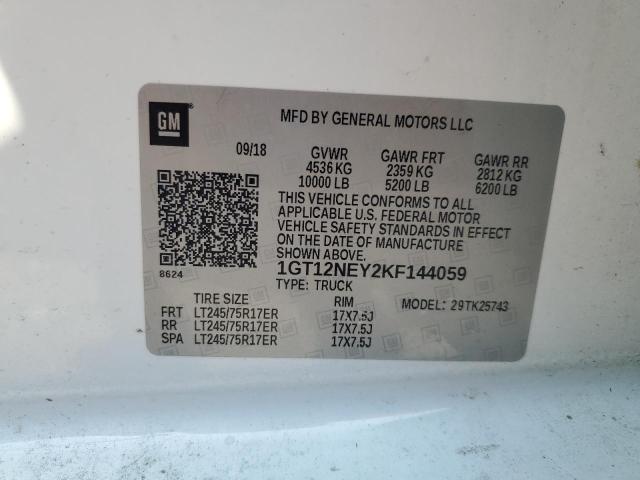 GM
MFD BY GENERAL MOTORS LLC
09/18 GVWR GAWR FRT GAWR RR
4536 KG 2359 KG 2812 KG
10000 LB 5200 LB 6200 LB
THIS VEHICLE CONFORMS TO ALL
APPLICABLE U.S. FEDERAL MOTOR
VEHICLE SAFETY STANDARDS IN EFFECT
ON THE DATE OF MANUFACTURE
SHOWN ABOVE.
8624
1GT12NEY2KF144059
TYPE: TRUCK
TIRE SIZE RIM MODEL: 29TK25743
FRT LT245/75R17ER 17X7.5J
RR LT245/75R17ER 17X7.5J
SPA LT245/75R17ER 17X7.5J